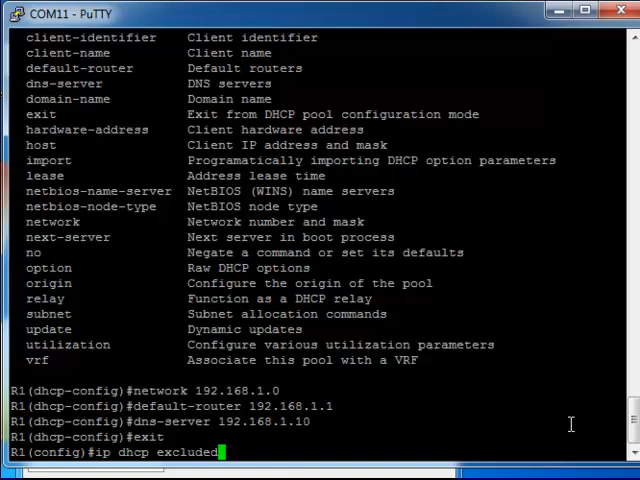 COM11 - PuTTY
client-identifier Client identifier
client-name Client name
default-router Default routers
dns-server DNS servers
domain-name Domain name
exit Exit from DHCP pool configuration mode
hardware-address Client hardware address
host Client IP address and mask
import Programatically importing DHCP option parameters
lease Address lease time
netbios-name-server NetBIOS (WINS) name servers
netbios-node-type NetBIOS node type
network Network number and mask
next-server Next server in boot process
no Negate a command or set its defaults
option Raw DHCP options
origin Configure the origin of the pool
relay Function as a DHCP relay
subnet Subnet allocation commands
update Dynamic updates
utilization Configure various utilization parameters
vrf Associate this pool with a VRF
R1(dhcp-config)#network 192.168.1.0
R1(dhcp-config)#default-router 192.168.1.1
R1(dhcp-config)#dns-server 192.168.1.10
R1(dhcp-config)#exit
R1(config)#ip dhcp excluded